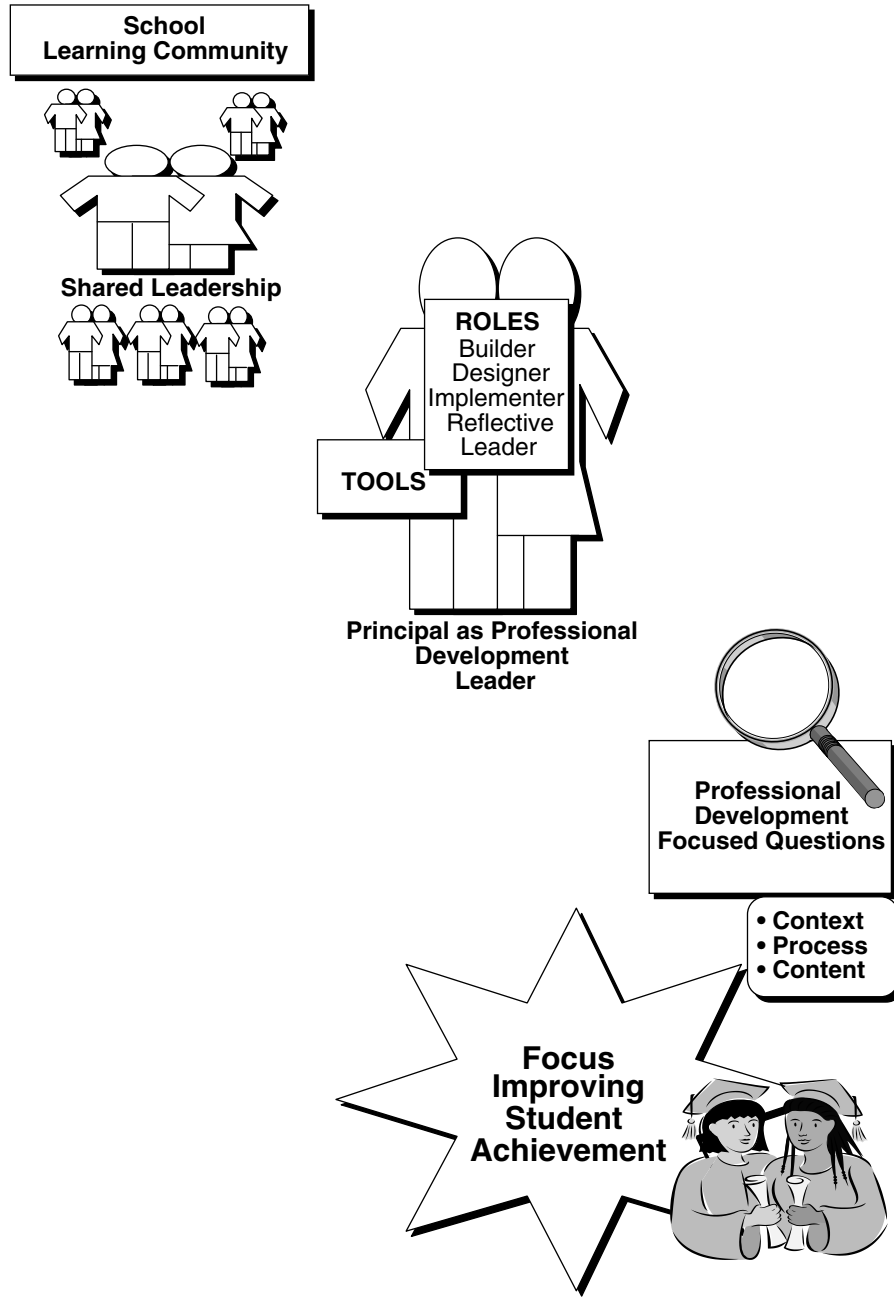 School
Learning Community
Shared Leadership
ROLES
Builder
Designer
Implementer
Reflective
Leader
TOOLS
Principal as Professional
Development
Leader
Professional
Development
Focused Questions
• Context
• Process
• Content
Focus
Improving
Student
Achievement